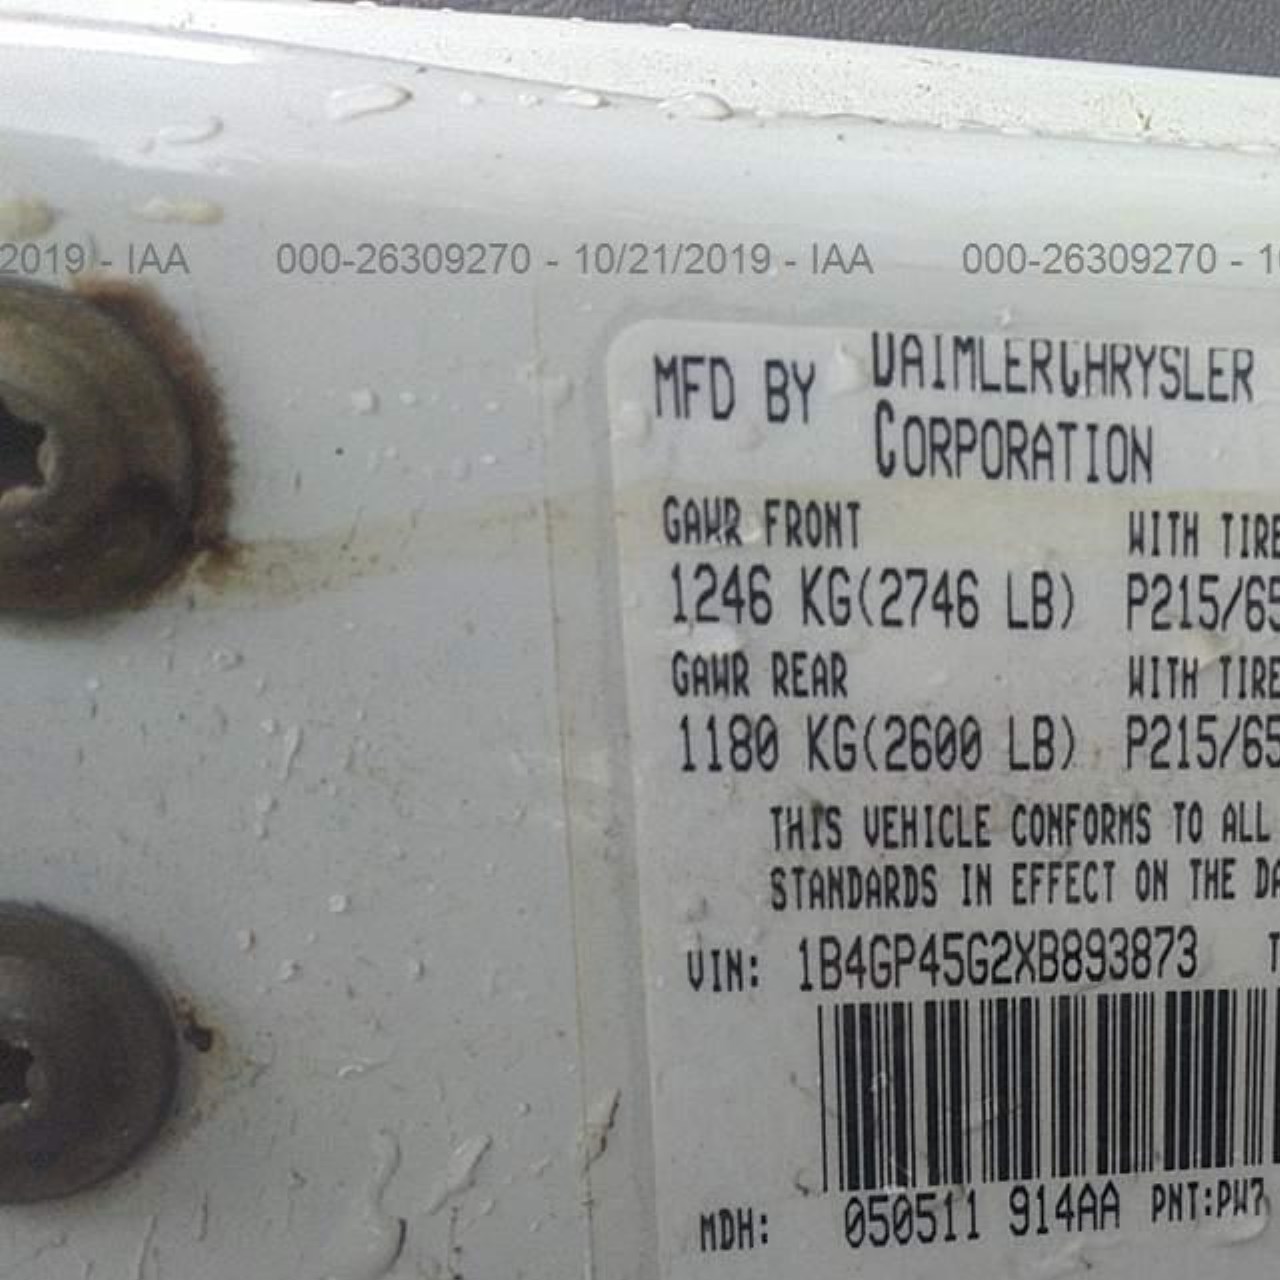 2019 - IAA 000-26309270 - 10/21/2019 - IAA 000-26309270 - 10
MFD BY DAIMLERCHRYSLER
CORPORATION
GAWR FRONT WITH TIRE
1246 KG(2746 LB) P215/65
GAWR REAR WITH TIRE
1180 KG(2600 LB) P215/65
THIS VEHICLE CONFORMS TO ALL
STANDARDS IN EFFECT ON THE DA
VIN: 1B4GP45G2XB893873 T
MDH: 050511 914AA PNT:PW7